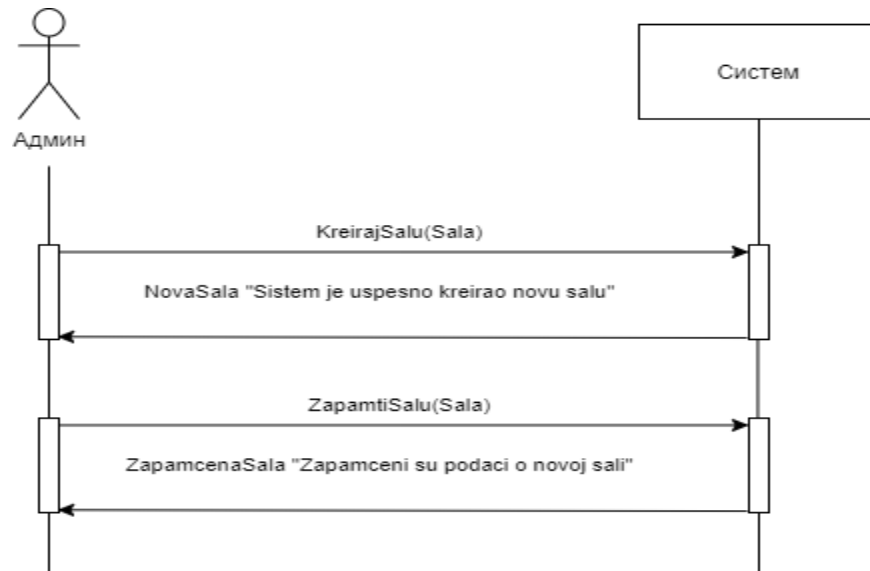 Систем
Админ
KreirajSalu(Sala)
NovaSala "Sistem je uspesno kreirao novu salu"
ZapamtiSalu(Sala)
ZapamcenaSala "Zapamceni su podaci o novoj sali"